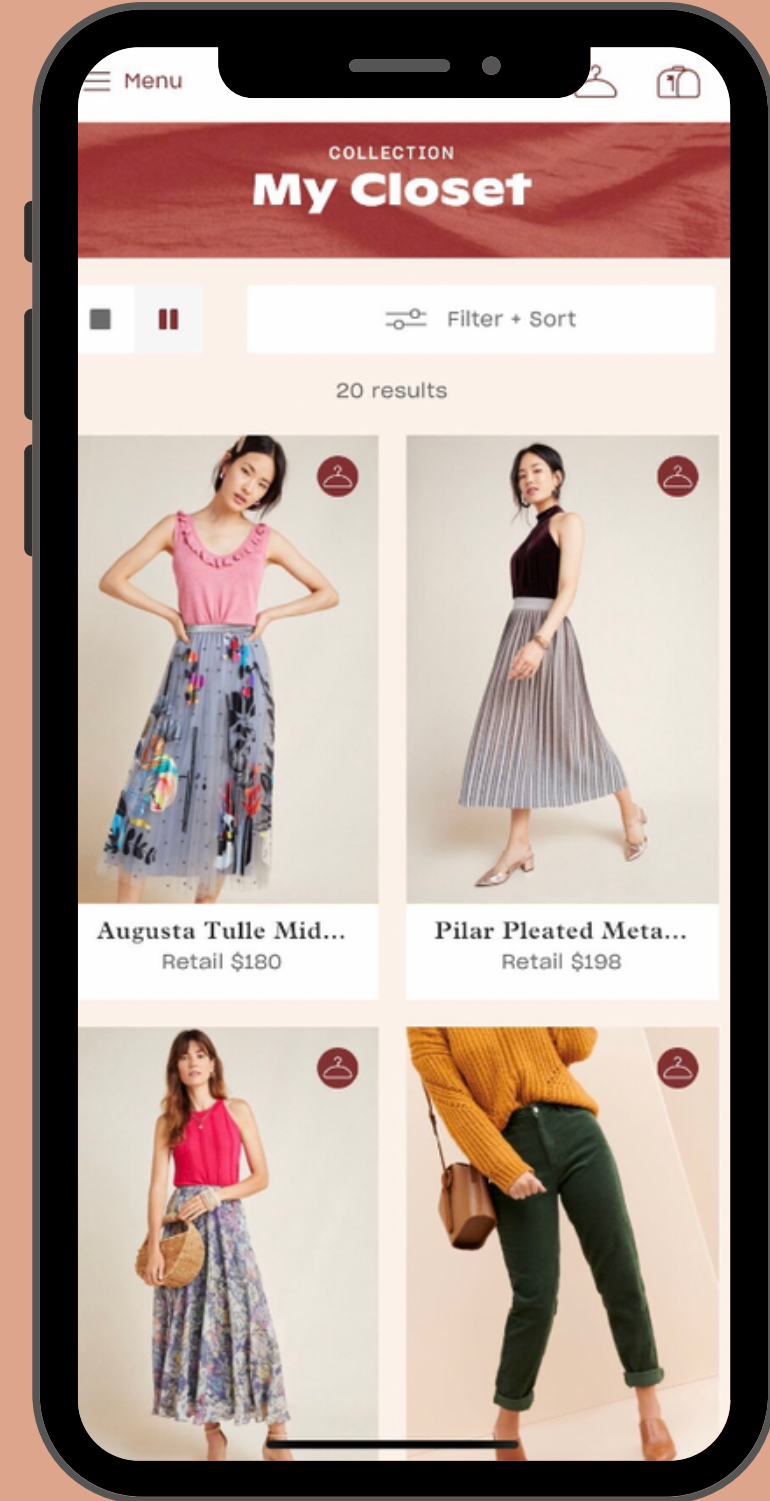 Menu
COLLECTION
My Closet
Filter + Sort
20 results
Augusta Tulle Mid...
Retail $180
Pilar Pleated Meta...
Retail $198